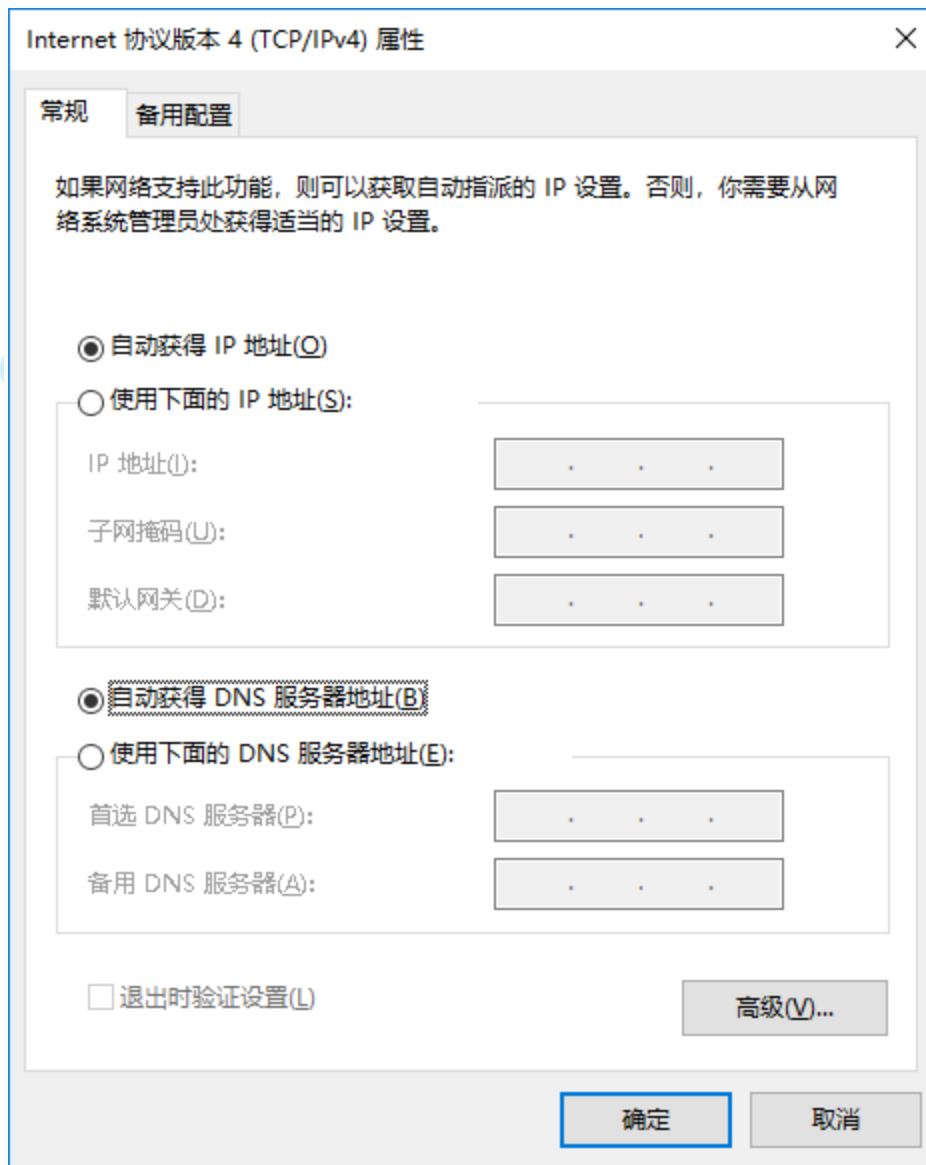 Internet 协议版本 4 (TCP/IPv4) 属性
常规
备用配置
如果网络支持此功能，则可以获取自动指派的 IP 设置。否则，你需要从网
络系统管理员处获得适当的 IP 设置。
自动获得 IP 地址(O)
使用下面的 IP 地址(S):
IP 地址(I):
子网掩码(U):
默认网关(D):
自动获得 DNS 服务器地址(B)
使用下面的 DNS 服务器地址(E):
首选 DNS 服务器(P):
备用 DNS 服务器(A):
退出时验证设置(L)
高级(V)...
确定
取消